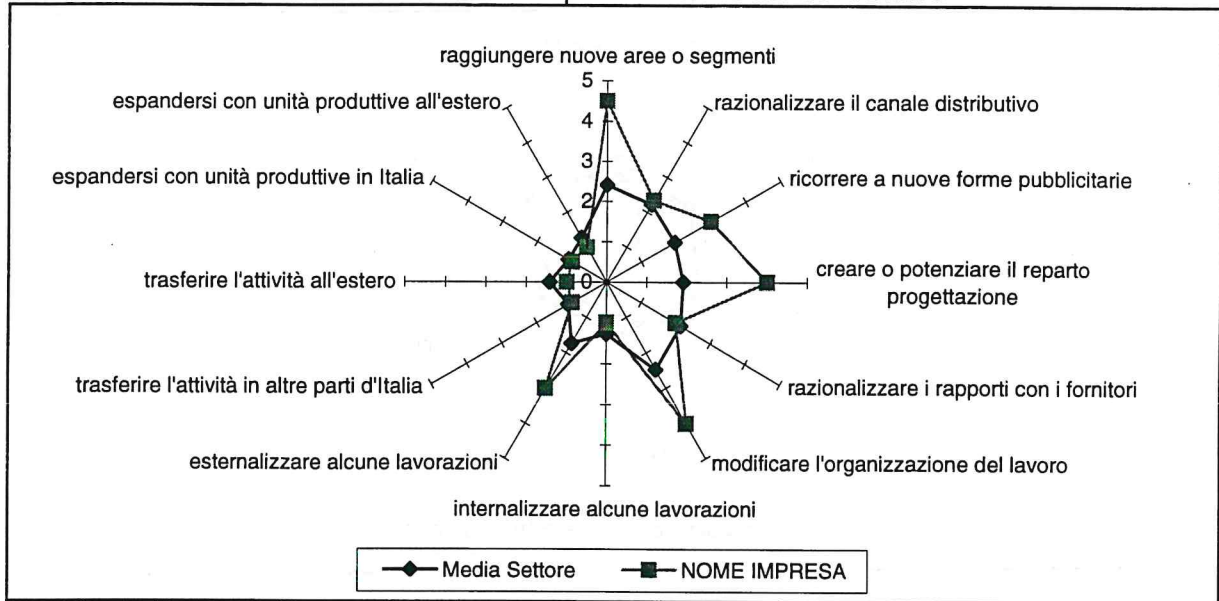 raggiungere nuove aree o segmenti
5
espandersi con unità produttive all'estero
razionalizzare il canale distributivo
4
3
espandersi con unità produttive in Italia
ricorrere a nuove forme pubblicitarie
2
trasferire l'attività all'estero
0
creare o potenziare il reparto
progettazione
trasferire l'attività in altre parti d'Italia
razionalizzare i rapporti con i fornitori
esternalizzare alcune lavorazioni
modificare l'organizzazione del lavoro
internalizzare alcune lavorazioni
Media Settore
NOME IMPRESA